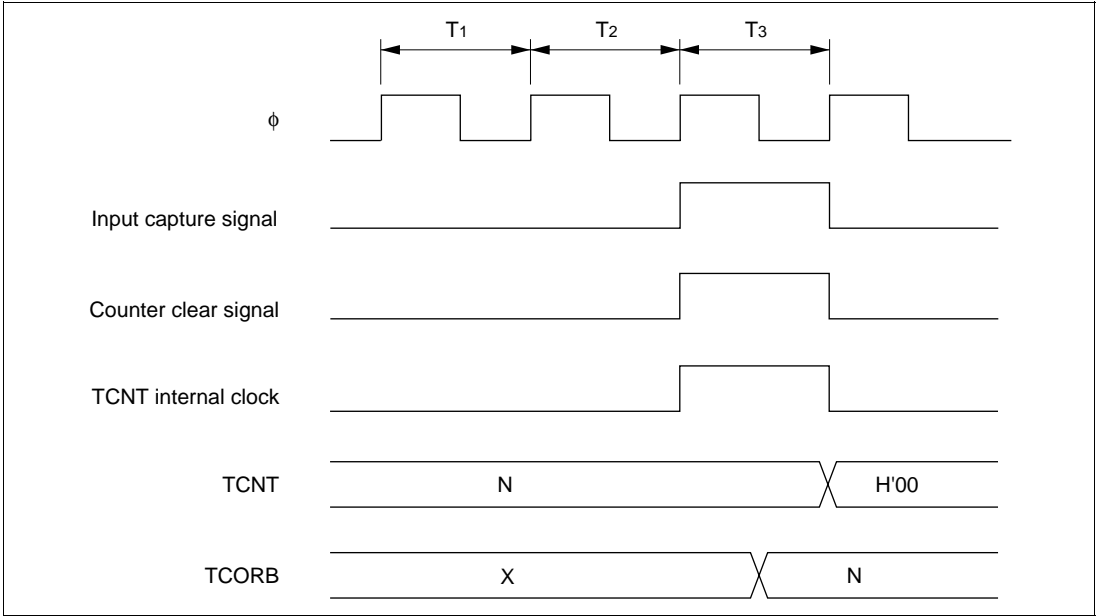 T1 T2 T3
ϕ
Input capture signal
Counter clear signal
TCNT internal clock
TCNT N H'00
TCORB X N